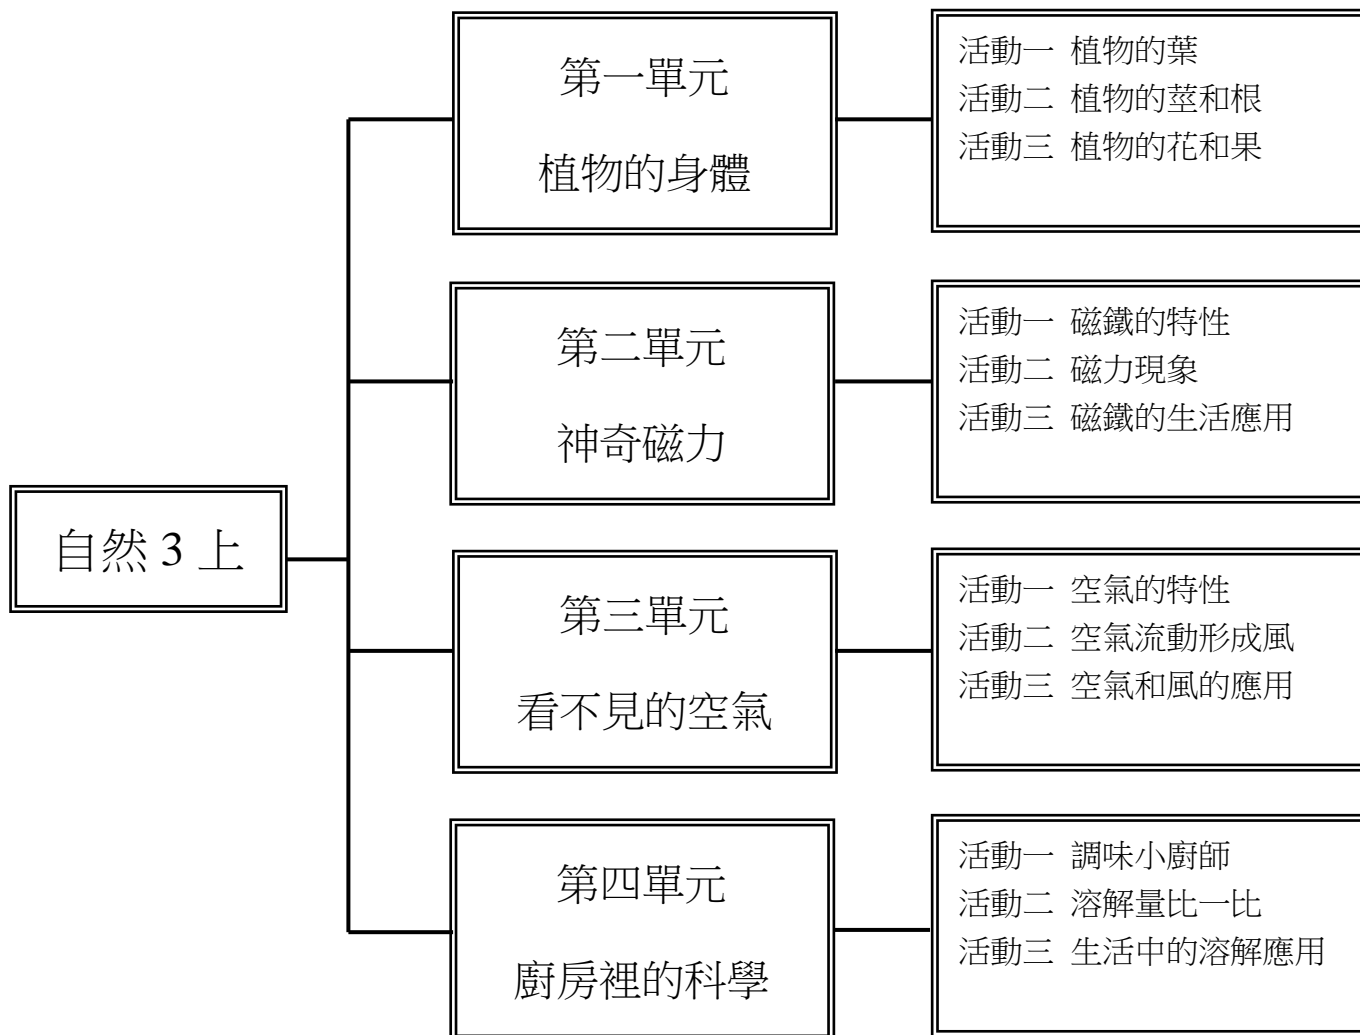 自然 3 上
第一單元
植物的身體
活動一 植物的葉
活動二 植物的莖和根
活動三 植物的花和果
第二單元
神奇磁力
活動一 磁鐵的特性
活動二 磁力現象
活動三 磁鐵的生活應用
第三單元
看不見的空氣
活動一 空氣的特性
活動二 空氣流動形成風
活動三 空氣和風的應用
第四單元
廚房裡的科學
活動一 調味小廚師
活動二 溶解量比一比
活動三 生活中的溶解應用